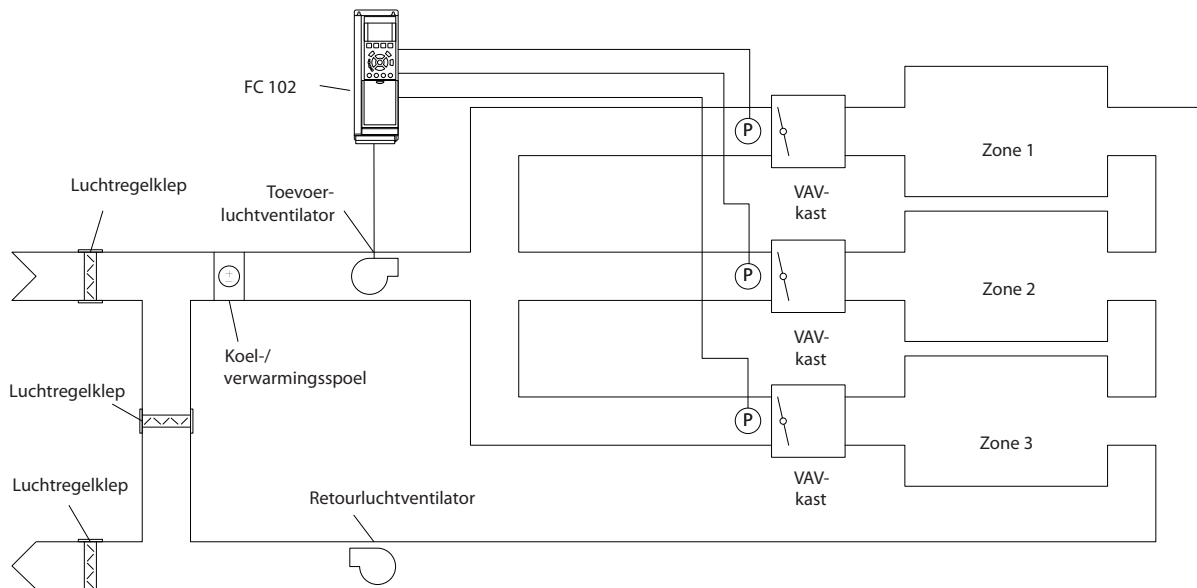 FC 102
Luchtregelklep
Toevoer-
luchtventilator
P
VAV-
kast
Zone 1
P
VAV-
kast
Zone 2
Koel-/
verwarmingsspoel
Luchtregelklep
P
VAV-
kast
Zone 3
Luchtregelklep
Retourluchtventilator